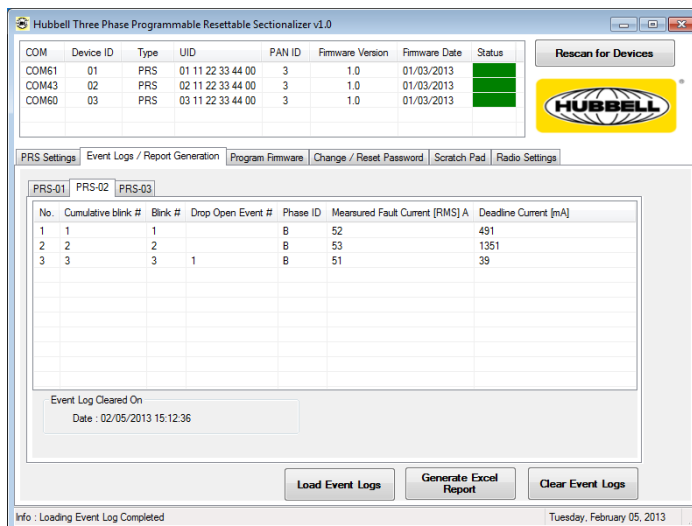 Hubbell Three Phase Programmable Resettable Sectionalizer v1.0
COM Device ID Type UID PAN ID Firmware Version Firmware Date Status
COM61 01 PRS 01 11 22 33 44 00 3 1.0 01/03/2013
COM43 02 PRS 02 11 22 33 44 00 3 1.0 01/03/2013
COM60 03 PRS 03 11 22 33 44 00 3 1.0 01/03/2013
Rescan for Devices
HUBBELL
PRS Settings Event Logs / Report Generation Program Firmware Change / Reset Password Scratch Pad Radio Settings
PRS-01 PRS-02 PRS-03
No. Cumulative blink # Blink # Drop Open Event # Phase ID Mearsured Fault Current [RMS] A Deadline Current [mA]
1 1 1 B 52 491
2 2 2 B 53 1351
3 3 3 1 B 51 39
Event Log Cleared On
Date : 02/05/2013 15:12:36
Load Event Logs
Generate Excel
Report
Clear Event Logs
Info : Loading Event Log Completed
Tuesday, February 05, 2013